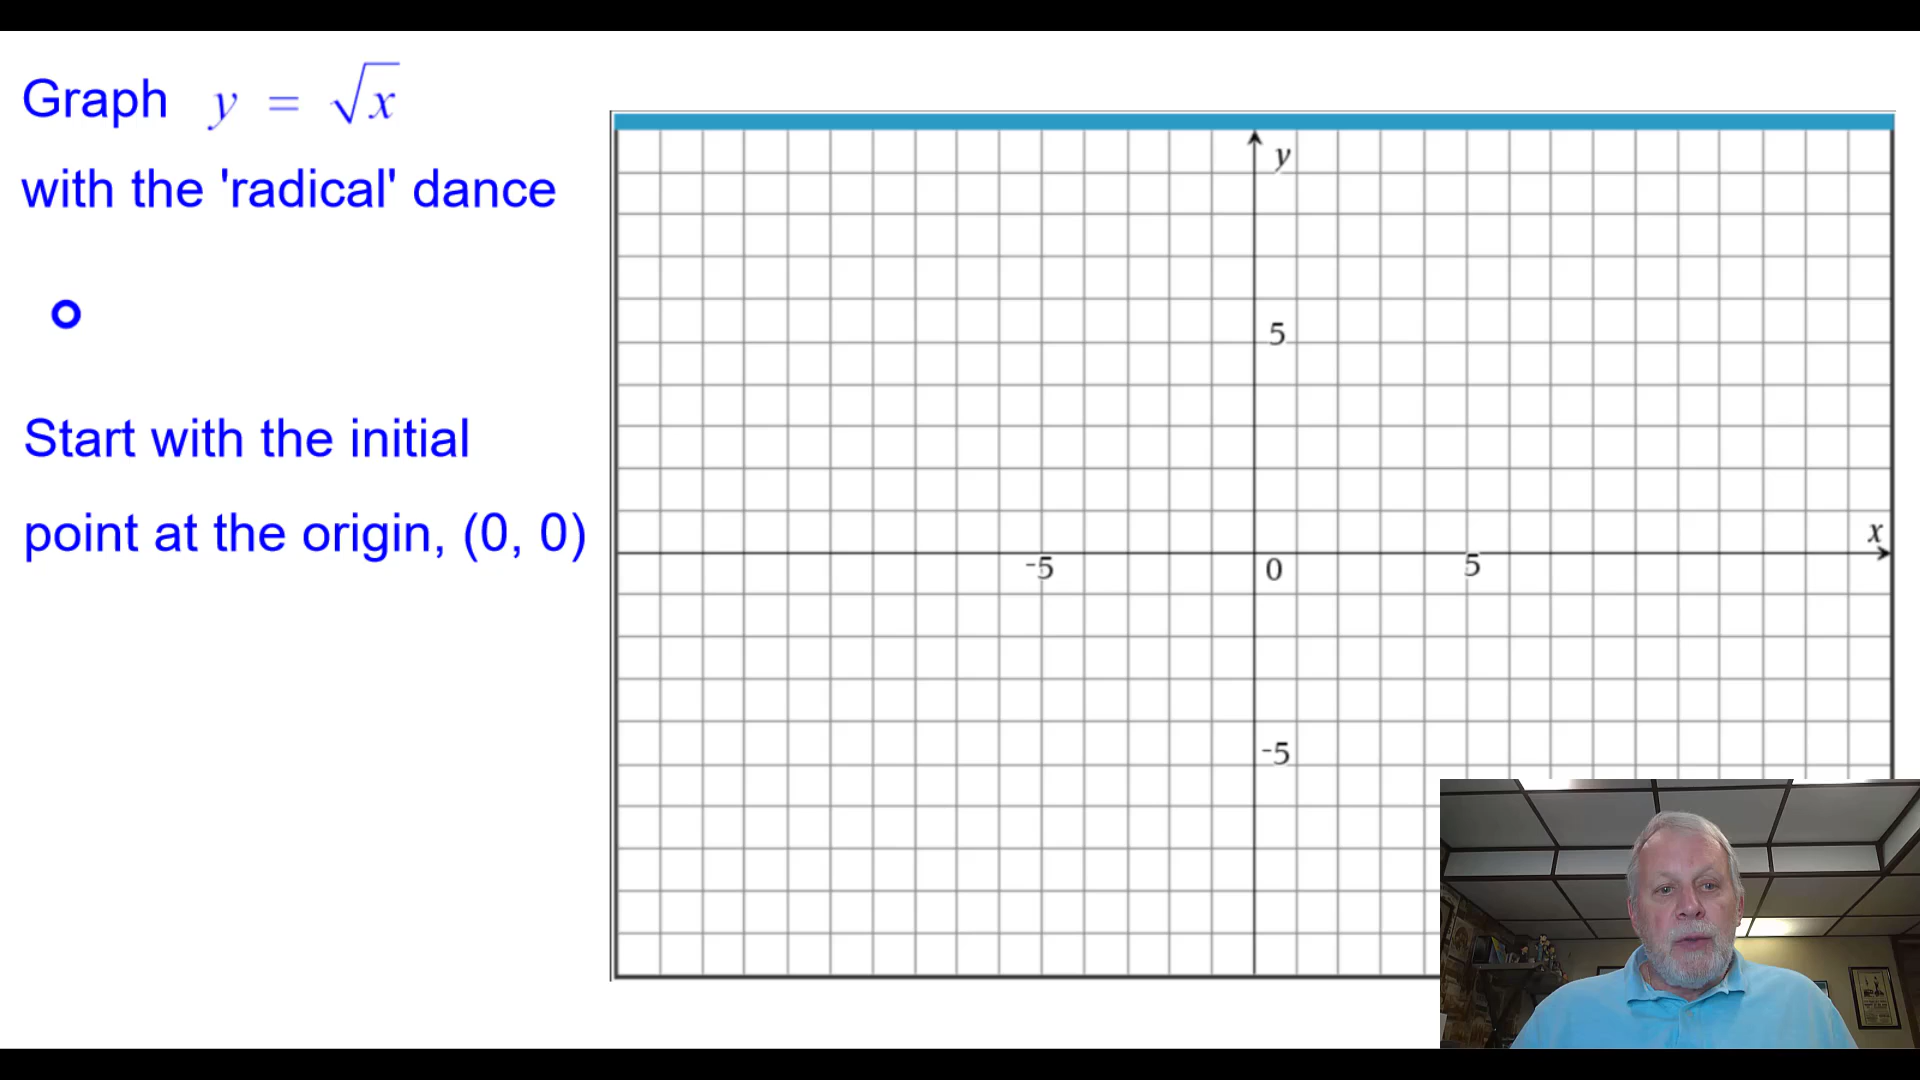 Graph y = √x
with the 'radical' dance
Start with the initial
point at the origin, (0, 0)
y
5
x
-5 0 5
-5